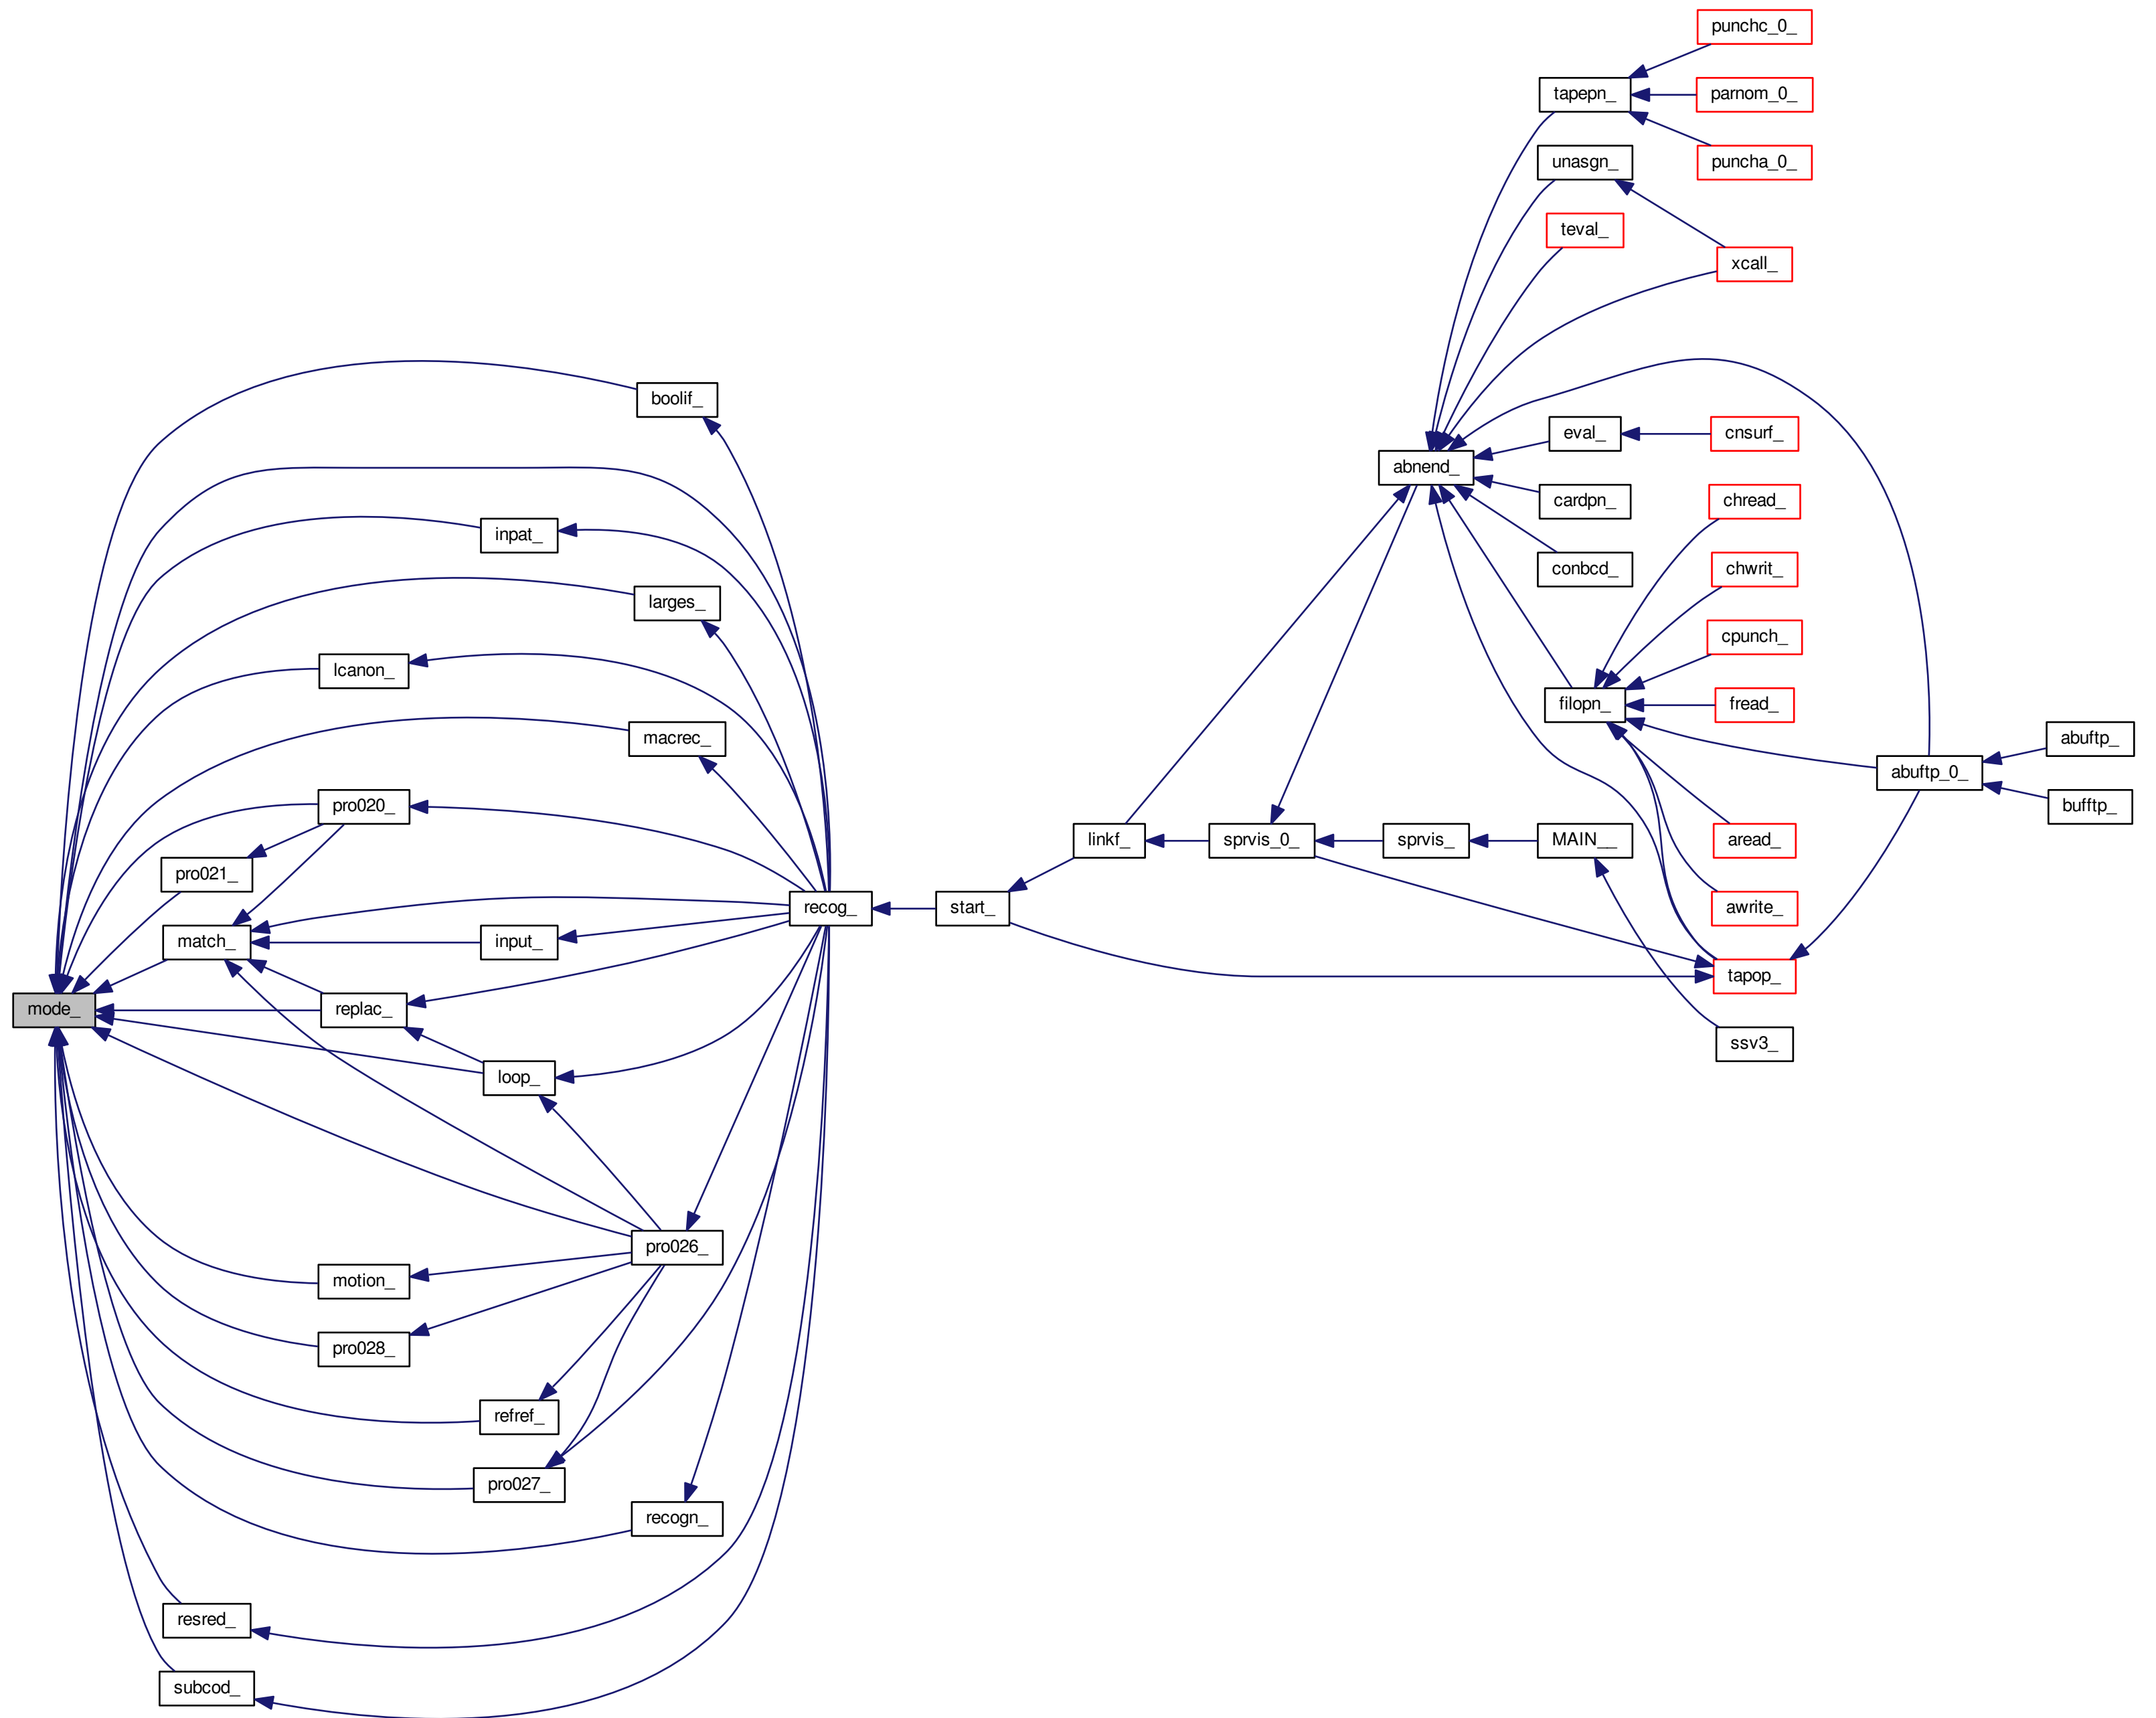 punchc_0_
tapepn_
parnom_0_
unasgn_
puncha_0_
teval_
xcall_
boolif_
eval_
cnsurf_
abnend_
cardpn_
chread_
inpat_
conbcd_
chwrit_
larges_
cpunch_
lcanon_
filopn_
fread_
macrec_
abuftp_
abuftp_0_
pro020_
bufftp_
linkf_
sprvis_0_
sprvis_
MAIN__
aread_
pro021_
recog_
start_
awrite_
match_
input_
tapop_
mode_
replac_
ssv3_
loop_
pro026_
motion_
pro028_
refref_
pro027_
recogn_
resred_
subcod_